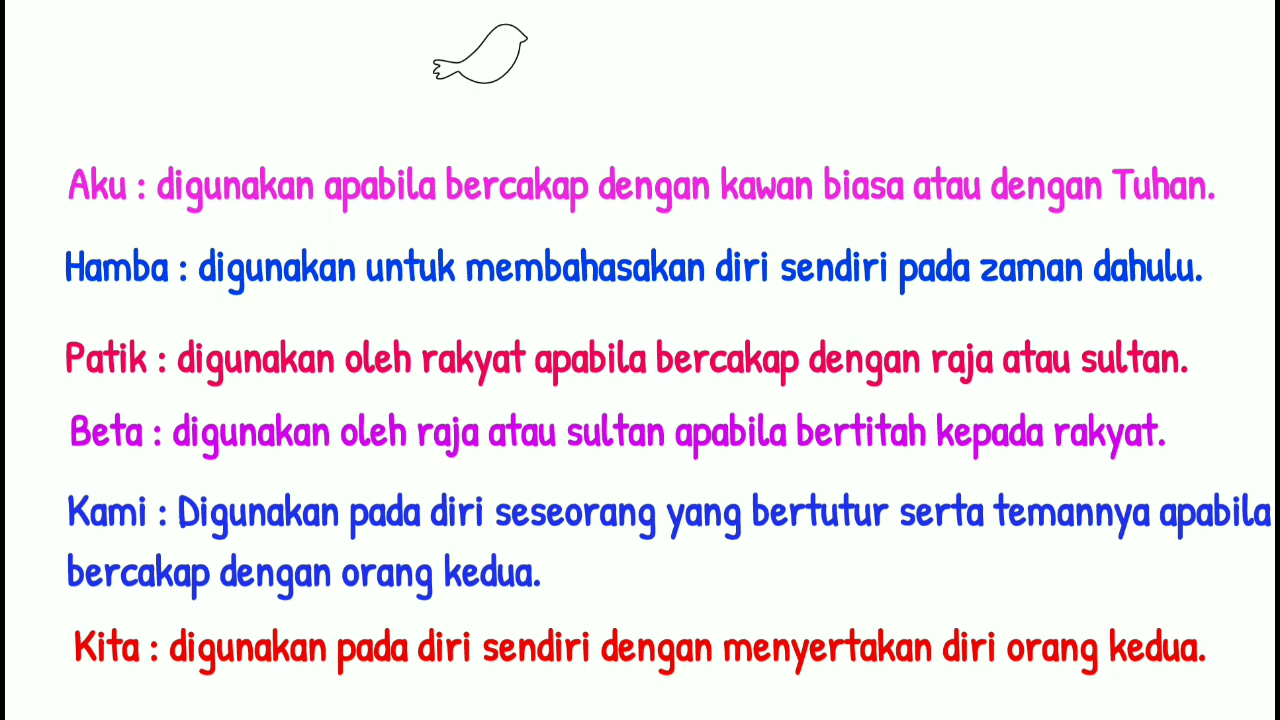 Aku : digunakan apabila bercakap dengan kawan biasa atau dengan Tuhan.
Hamba : digunakan untuk membahasakan diri sendiri pada zaman dahulu.
Patik : digunakan oleh rakyat apabila bercakap dengan raja atau sultan.
Beta : digunakan oleh raja atau sultan apabila bertitah kepada rakyat.
Kami : Digunakan pada diri seseorang yang bertutur serta temannya apabila
bercakap dengan orang kedua.
Kita : digunakan pada diri sendiri dengan menyertakan diri orang kedua.